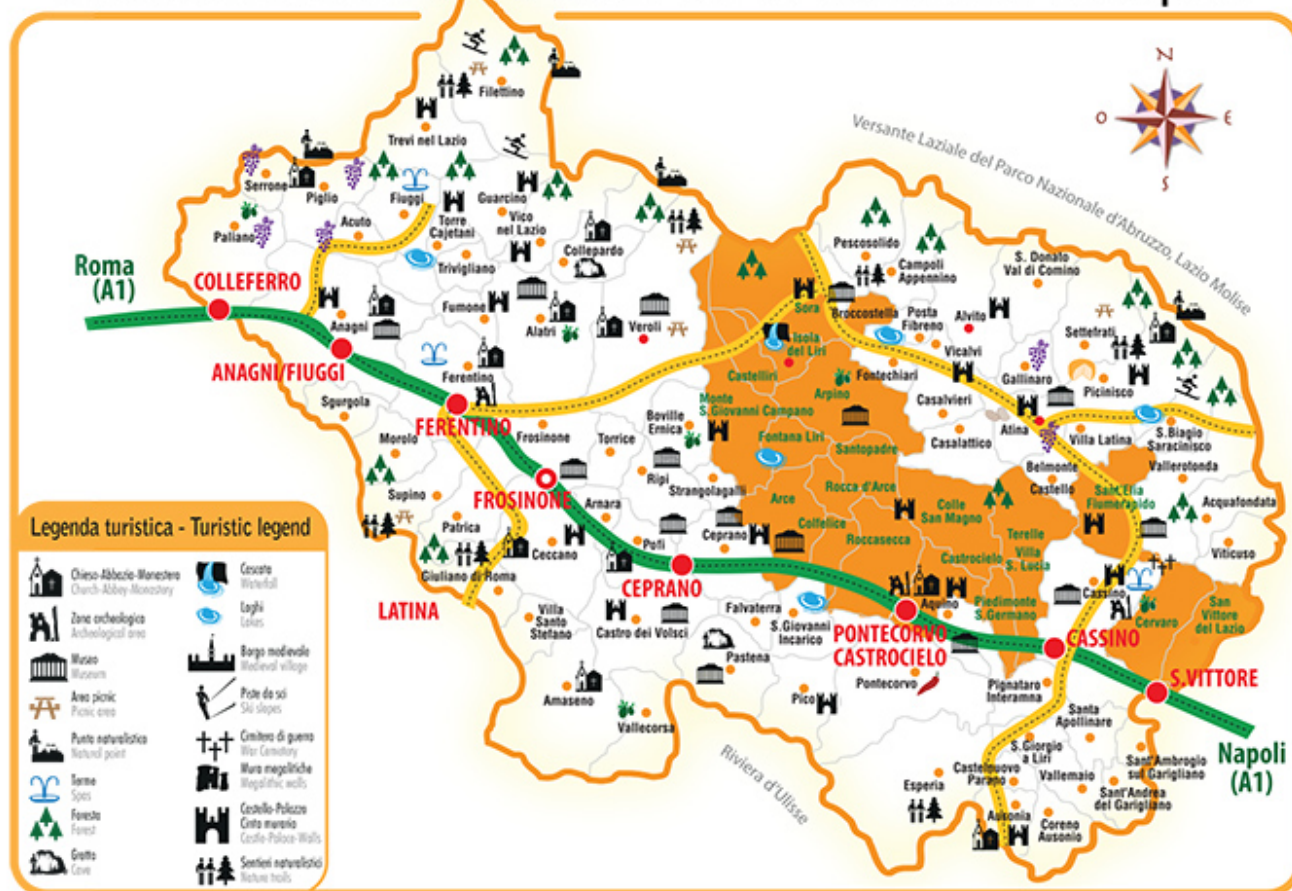 N
O
E
S
Versante Laziale del Parco Nazionale d'Abruzzo, Lazio Molise
Filettino
Trevi nel Lazio
Serrone
Piglio
Fiuggi
Guarcino
Paliano
Acuto
Torre
Cajetani
Vico
nel Lazio
Collepardo
Trivigliano
Pescosolido
Campoli
Appennino
S. Donato
Val di Comino
Roma
(A1)
COLLEFERRO
Fumone
Anagni
Alatri
Veroli
Sora
Broccostella
Posta
Fibreno
Alvito
Settefrati
Vicalvi
Isola
del Liri
ANAGNI/FIUGGI
Ferentino
Castelliri
Fontechiari
Gallinaro
Picinisco
Sgurgola
Arpino
Casalvieri
FERENTINO
Monte
S.Giovanni Campano
Boville
Ernica
Atina
Morolo
Frosinone
Torrice
Fontana Liri
Santopadre
Casalattico
Villa Latina
S.Biagio
Saracinisco
Supino
FROSINONE
Ripi
Strangolagalli
Belmont
Castello
Vallerotonda
Arnara
Arce
Rocca d'Arce
Colle
San Magno
Sant'Elia
Fiumerapido
Acquafondata
Patrica
Ceccano
Pofi
Ceprano
Colfelice
Roccasecca
Terelle
Viticuso
Giuliano di Roma
Castrocielo
Villa
S. Lucia
LATINA
CEPRANO
Aquino
Piedimonte
S.Germano
Cassino
Cervaro
San
Vittore
del Lazio
Villa
Santo
Stefano
Castro dei Volsci
Falvaterra
S.Giovanni
Incarico
PONTECORVO
CASTROCIELO
CASSINO
Pastena
Pontecorvo
Pignataro
Interamna
S.VITTORE
Amaseno
Pico
Santa
Apollinare
Vallecorsa
S.Giorgio
a Liri
Napoli
(A1)
Riviera d'Ulisse
Esperia
Castelnuovo
Parano
Vallemaio
Sant'Ambrogio
sul Garigliano
Sant'Andrea
del Garigliano
Ausonia
Coreno
Ausonio
Legenda turistica - Turistic legend
Chiesa-Abbazia-Monastero
Church-Abbey-Monastery
Zona archeologica
Archeological area
Museo
Museum
Area picnic
Picnic area
Punto naturalistico
Natural point
Terme
Spas
Foresta
Forest
Grotta
Cave
Cascata
Waterfall
Laghi
Lakes
Borgo medievale
Medieval village
Piste da sci
Ski slopes
Cimitero di guerra
War Cemetery
Mura megalitiche
Megalithic walls
Castello-Palazzo
Cinta muraria
Castle-Palace-Walls
Sentieri naturalistici
Nature trails